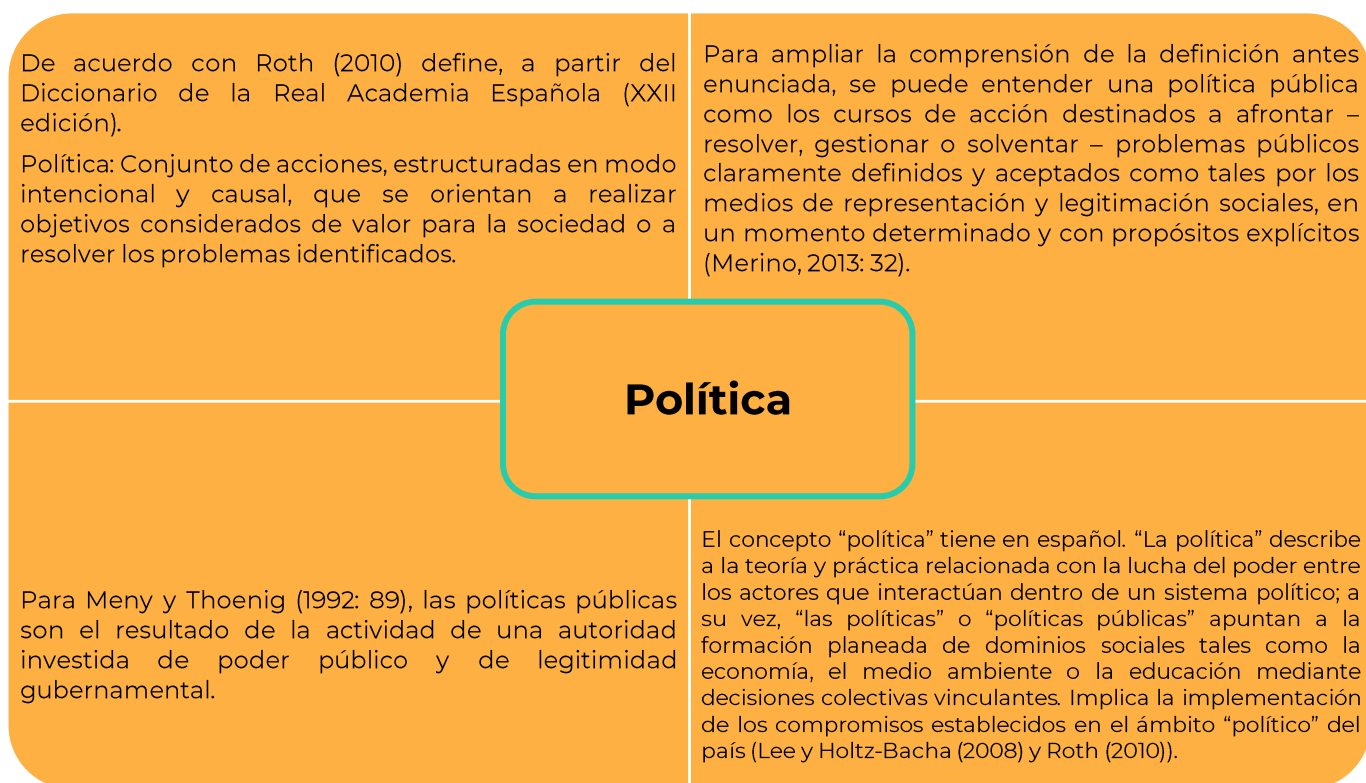 De acuerdo con Roth (2010) define, a partir del
Diccionario de la Real Academia Española (XXII
edición).
Política: Conjunto de acciones, estructuradas en modo
intencional y causal, que se orientan a realizar
objetivos considerados de valor para la sociedad o a
resolver los problemas identificados.
Para ampliar la comprensión de la definición antes
enunciada, se puede entender una política pública
como los cursos de acción destinados a afrontar –
resolver, gestionar o solventar – problemas públicos
claramente definidos y aceptados como tales por los
medios de representación y legitimación sociales, en
un momento determinado y con propósitos explícitos
(Merino, 2013: 32).
Política
Para Meny y Thoenig (1992: 89), las políticas públicas
son el resultado de la actividad de una autoridad
investida de poder público y de legitimidad
gubernamental.
El concepto “política” tiene en español. “La política” describe
a la teoría y práctica relacionada con la lucha del poder entre
los actores que interactúan dentro de un sistema político; a
su vez, “las políticas” o “políticas públicas” apuntan a la
formación planeada de dominios sociales tales como la
economía, el medio ambiente o la educación mediante
decisiones colectivas vinculantes. Implica la implementación
de los compromisos establecidos en el ámbito “político” del
país (Lee y Holtz-Bacha (2008) y Roth (2010)).